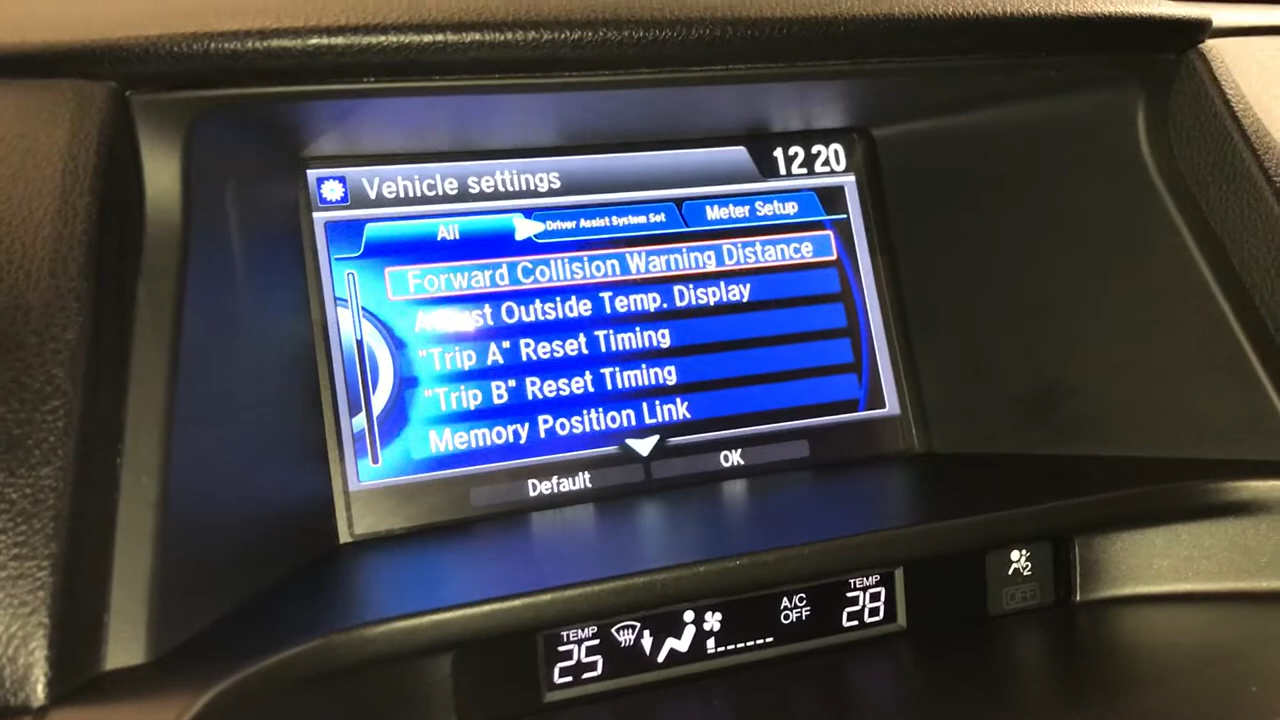 Vehicle settings
12 20
All
Driver Assist System Set
Meter Setup
Forward Collision Warning Distance
Outside Temp. Display
"Trip A" Reset Timing
"Trip B" Reset Timing
Memory Position Link
Default
OK
TEMP
25
A/C
OFF
TEMP
28
2
OFF